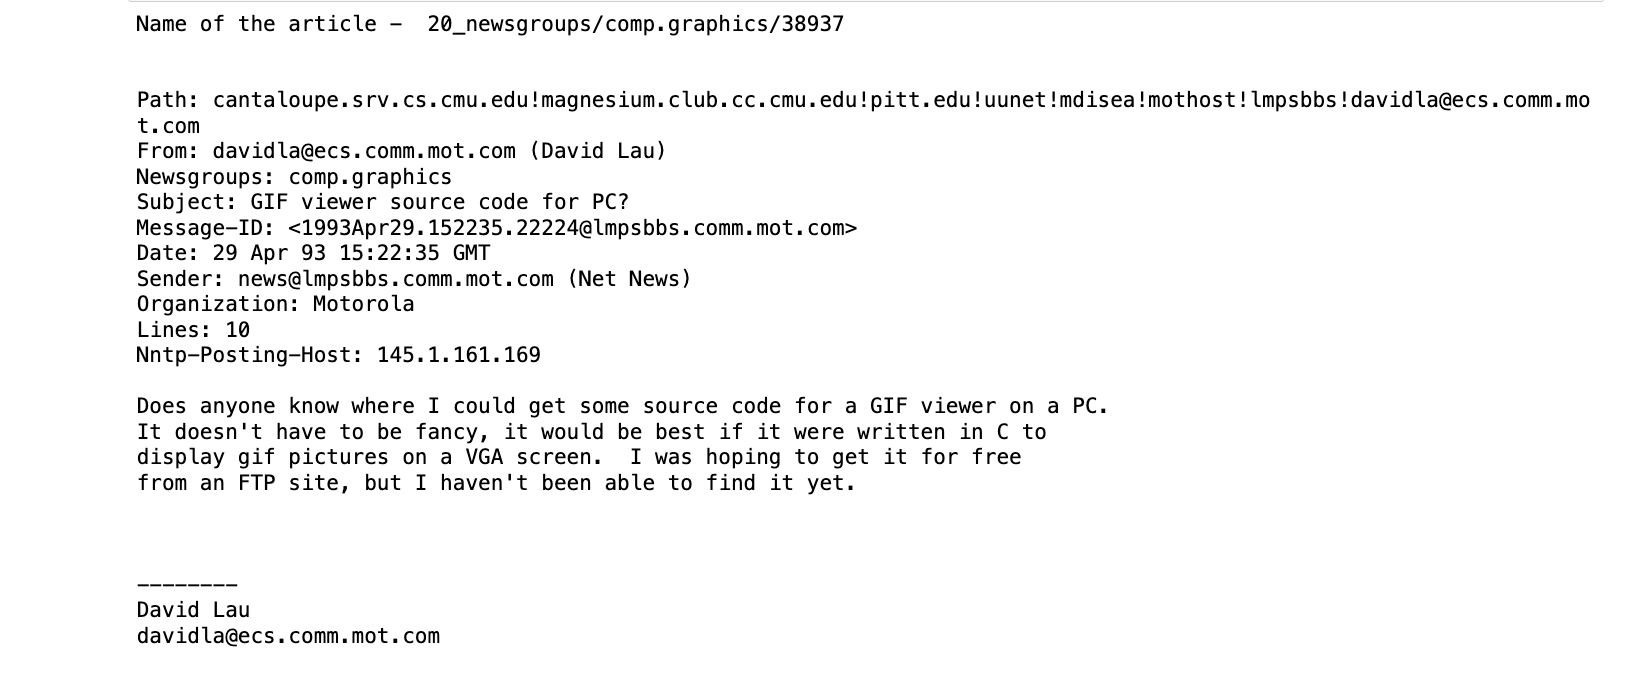 Name of the article -  20_newsgroups/comp.graphics/38937
Path: cantaloupe.srv.cs.cmu.edu!magnesium.club.cc.cmu.edu!pitt.edu!uunet!mdisea!mothost!lmpsbbs!davidla@ecs.comm.mo
t.com
From: davidla@ecs.comm.mot.com (David Lau)
Newsgroups: comp.graphics
Subject: GIF viewer source code for PC?
Message-ID: <1993Apr29.152235.22224@lmpsbbs.comm.mot.com>
Date: 29 Apr 93 15:22:35 GMT
Sender: news@lmpsbbs.comm.mot.com (Net News)
Organization: Motorola
Lines: 10
Nntp-Posting-Host: 145.1.161.169
Does anyone know where I could get some source code for a GIF viewer on a PC.
It doesn't have to be fancy, it would be best if it were written in C to
display gif pictures on a VGA screen.  I was hoping to get it for free
from an FTP site, but I haven't been able to find it yet.
--------
David Lau
davidla@ecs.comm.mot.com